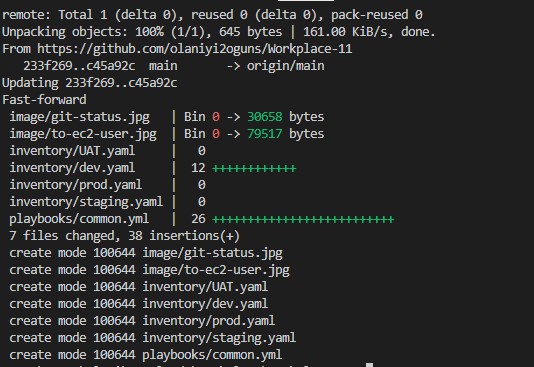 remote: Total 1 (delta 0), reused 0 (delta 0), pack-reused 0
Unpacking objects: 100% (1/1), 645 bytes | 161.00 KiB/s, done.
From https://github.com/olaniyi2oguns/Workplace-11
   233f269..c45a92c  main       -> origin/main
Updating 233f269..c45a92c
Fast-forward
 image/git-status.jpg   | Bin 0 -> 30658 bytes
 image/to-ec2-user.jpg  | Bin 0 -> 79517 bytes
 inventory/UAT.yaml     |   0
 inventory/dev.yaml     |  12 ++++++++++++
 inventory/prod.yaml    |   0
 inventory/staging.yaml |   0
 playbooks/common.yml   |  26 ++++++++++++++++++++++++++
 7 files changed, 38 insertions(+)
 create mode 100644 image/git-status.jpg
 create mode 100644 image/to-ec2-user.jpg
 create mode 100644 inventory/UAT.yaml
 create mode 100644 inventory/dev.yaml
 create mode 100644 inventory/prod.yaml
 create mode 100644 inventory/staging.yaml
 create mode 100644 playbooks/common.yml